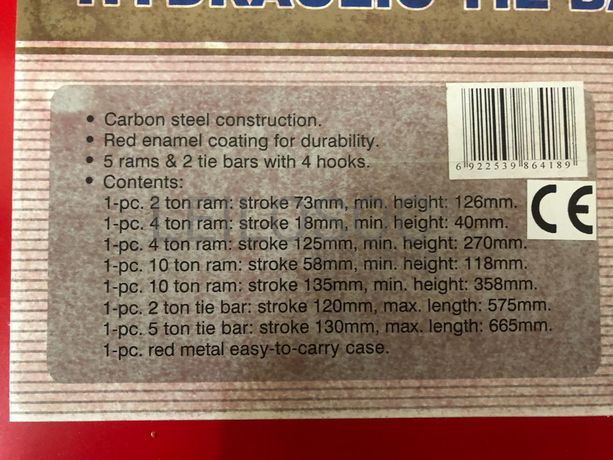 HYDRAULIC TIE BA
• Carbon steel construction.
• Red enamel coating for durability.
• 5 rams & 2 tie bars with 4 hooks.
• Contents:
1-pc. 2 ton ram: stroke 73mm, min. height: 126mm.
1-pc. 4 ton ram: stroke 18mm, min. height: 40mm.
1-pc. 4 ton ram: stroke 125mm, min. height: 270mm.
1-pc. 10 ton ram: stroke 58mm, min. height: 118mm.
1-pc. 10 ton ram: stroke 135mm, min. height: 358mm.
1-pc. 2 ton tie bar: stroke 120mm, max. length: 575mm.
1-pc. 5 ton tie bar: stroke 130mm, max. length: 665mm.
1-pc. red metal easy-to-carry case.
6 922539 864189
CE